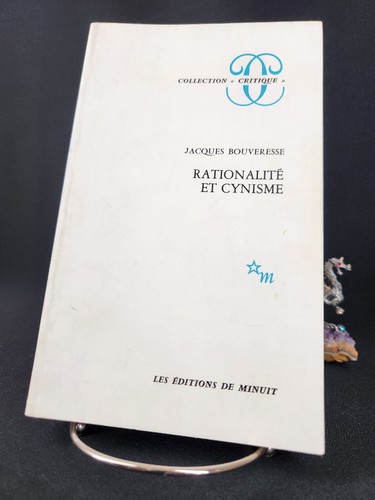 COLLECTION « CRITIQUE »
JACQUES BOUVERESSE
RATIONALITÉ
ET CYNISME
m
LES ÉDITIONS DE MINUIT